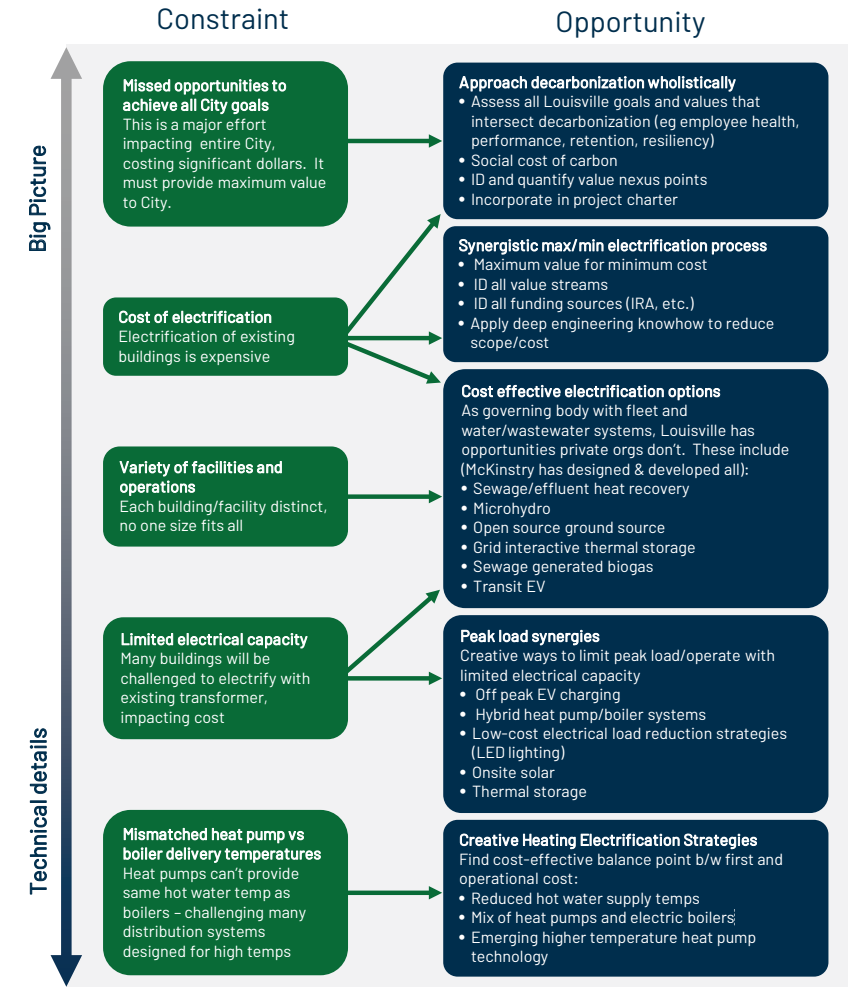 Constraint
Opportunity
Big Picture
Technical details
Missed opportunities to
achieve all City goals
This is a major effort
impacting entire City,
costing significant dollars. It
must provide maximum value
to City.
Approach decarbonization wholistically
• Assess all Louisville goals and values that
intersect decarbonization (eg employee health,
performance, retention, resiliency)
• Social cost of carbon
• ID and quantify value nexus points
• Incorporate in project charter
Cost of electrification
Electrification of existing
buildings is expensive
Synergistic max/min electrification process
• Maximum value for minimum cost
• ID all value streams
• ID all funding sources (IRA, etc.)
• Apply deep engineering knowhow to reduce
scope/cost
Variety of facilities and
operations
Each building/facility distinct,
no one size fits all
Cost effective electrification options
As governing body with fleet and
water/wastewater systems, Louisville has
opportunities private orgs don't. These include
(McKinstry has designed & developed all):
• Sewage/effluent heat recovery
• Microhydro
• Open source ground source
• Grid interactive thermal storage
• Sewage generated biogas
• Transit EV
Limited electrical capacity
Many buildings will be
challenged to electrify with
existing transformer,
impacting cost
Peak load synergies
Creative ways to limit peak load/operate with
limited electrical capacity
• Off peak EV charging
• Hybrid heat pump/boiler systems
• Low-cost electrical load reduction strategies
(LED lighting)
• Onsite solar
• Thermal storage
Mismatched heat pump vs
boiler delivery temperatures
Heat pumps can't provide
same hot water temp as
boilers – challenging many
distribution systems
designed for high temps
Creative Heating Electrification Strategies
Find cost-effective balance point b/w first and
operational cost:
• Reduced hot water supply temps
• Mix of heat pumps and electric boilers
• Emerging higher temperature heat pump
technology